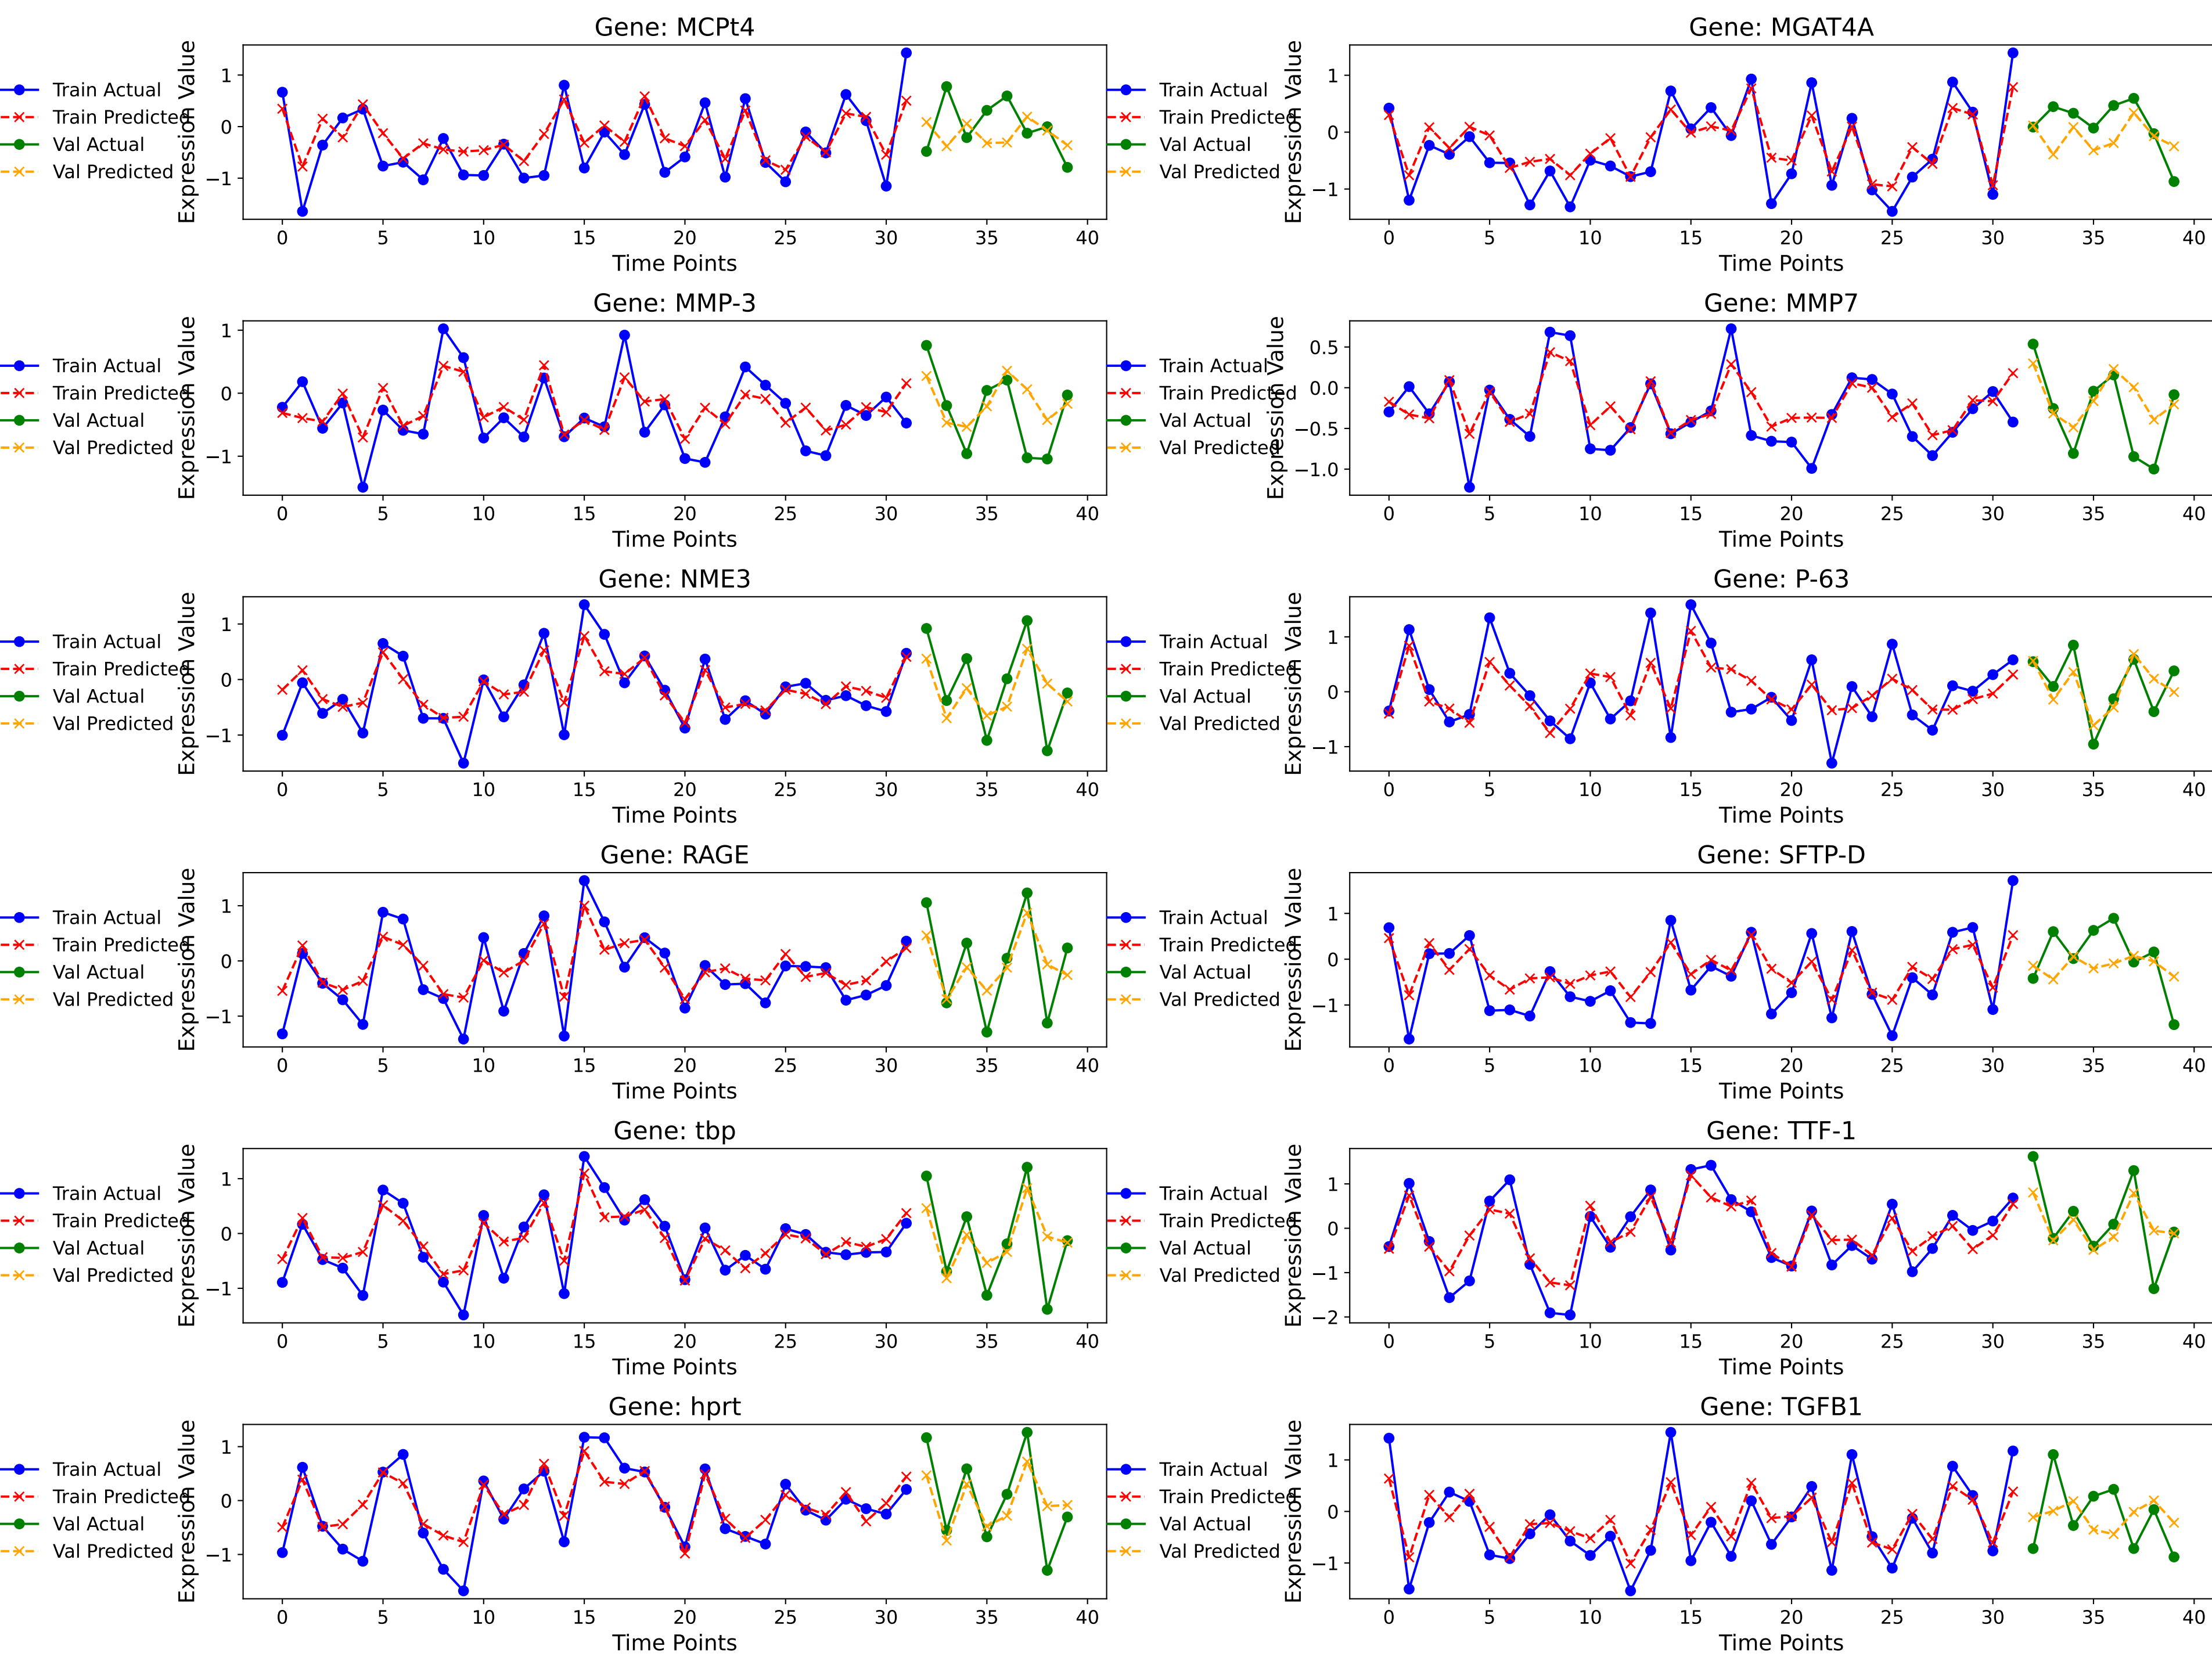 Gene: MCPt4
Train Actual
Train Predicted
Val Actual
Val Predicted
Expression Value
1
0
−1
0 5 10 15 20 25 30 35 40
Time Points
Gene: MGAT4A
Train Actual
Train Predicted
Val Actual
Val Predicted
Expression Value
1
0
−1
0 5 10 15 20 25 30 35 40
Time Points
Gene: MMP-3
Train Actual
Train Predicted
Val Actual
Val Predicted
Expression Value
1
0
−1
0 5 10 15 20 25 30 35 40
Time Points
Gene: MMP7
Train Actual
Train Predicted
Val Actual
Val Predicted
Expression Value
0.5
0.0
−0.5
−1.0
0 5 10 15 20 25 30 35 40
Time Points
Gene: NME3
Train Actual
Train Predicted
Val Actual
Val Predicted
Expression Value
1
0
−1
0 5 10 15 20 25 30 35 40
Time Points
Gene: P-63
Train Actual
Train Predicted
Val Actual
Val Predicted
Expression Value
1
0
−1
0 5 10 15 20 25 30 35 40
Time Points
Gene: RAGE
Train Actual
Train Predicted
Val Actual
Val Predicted
Expression Value
1
0
−1
0 5 10 15 20 25 30 35 40
Time Points
Gene: SFTP-D
Train Actual
Train Predicted
Val Actual
Val Predicted
Expression Value
1
0
−1
0 5 10 15 20 25 30 35 40
Time Points
Gene: tbp
Train Actual
Train Predicted
Val Actual
Val Predicted
Expression Value
1
0
−1
0 5 10 15 20 25 30 35 40
Time Points
Gene: TTF-1
Train Actual
Train Predicted
Val Actual
Val Predicted
Expression Value
1
0
−1
−2
0 5 10 15 20 25 30 35 40
Time Points
Gene: hprt
Train Actual
Train Predicted
Val Actual
Val Predicted
Expression Value
1
0
−1
0 5 10 15 20 25 30 35 40
Time Points
Gene: TGFB1
Train Actual
Train Predicted
Val Actual
Val Predicted
Expression Value
1
0
−1
0 5 10 15 20 25 30 35 40
Time Points